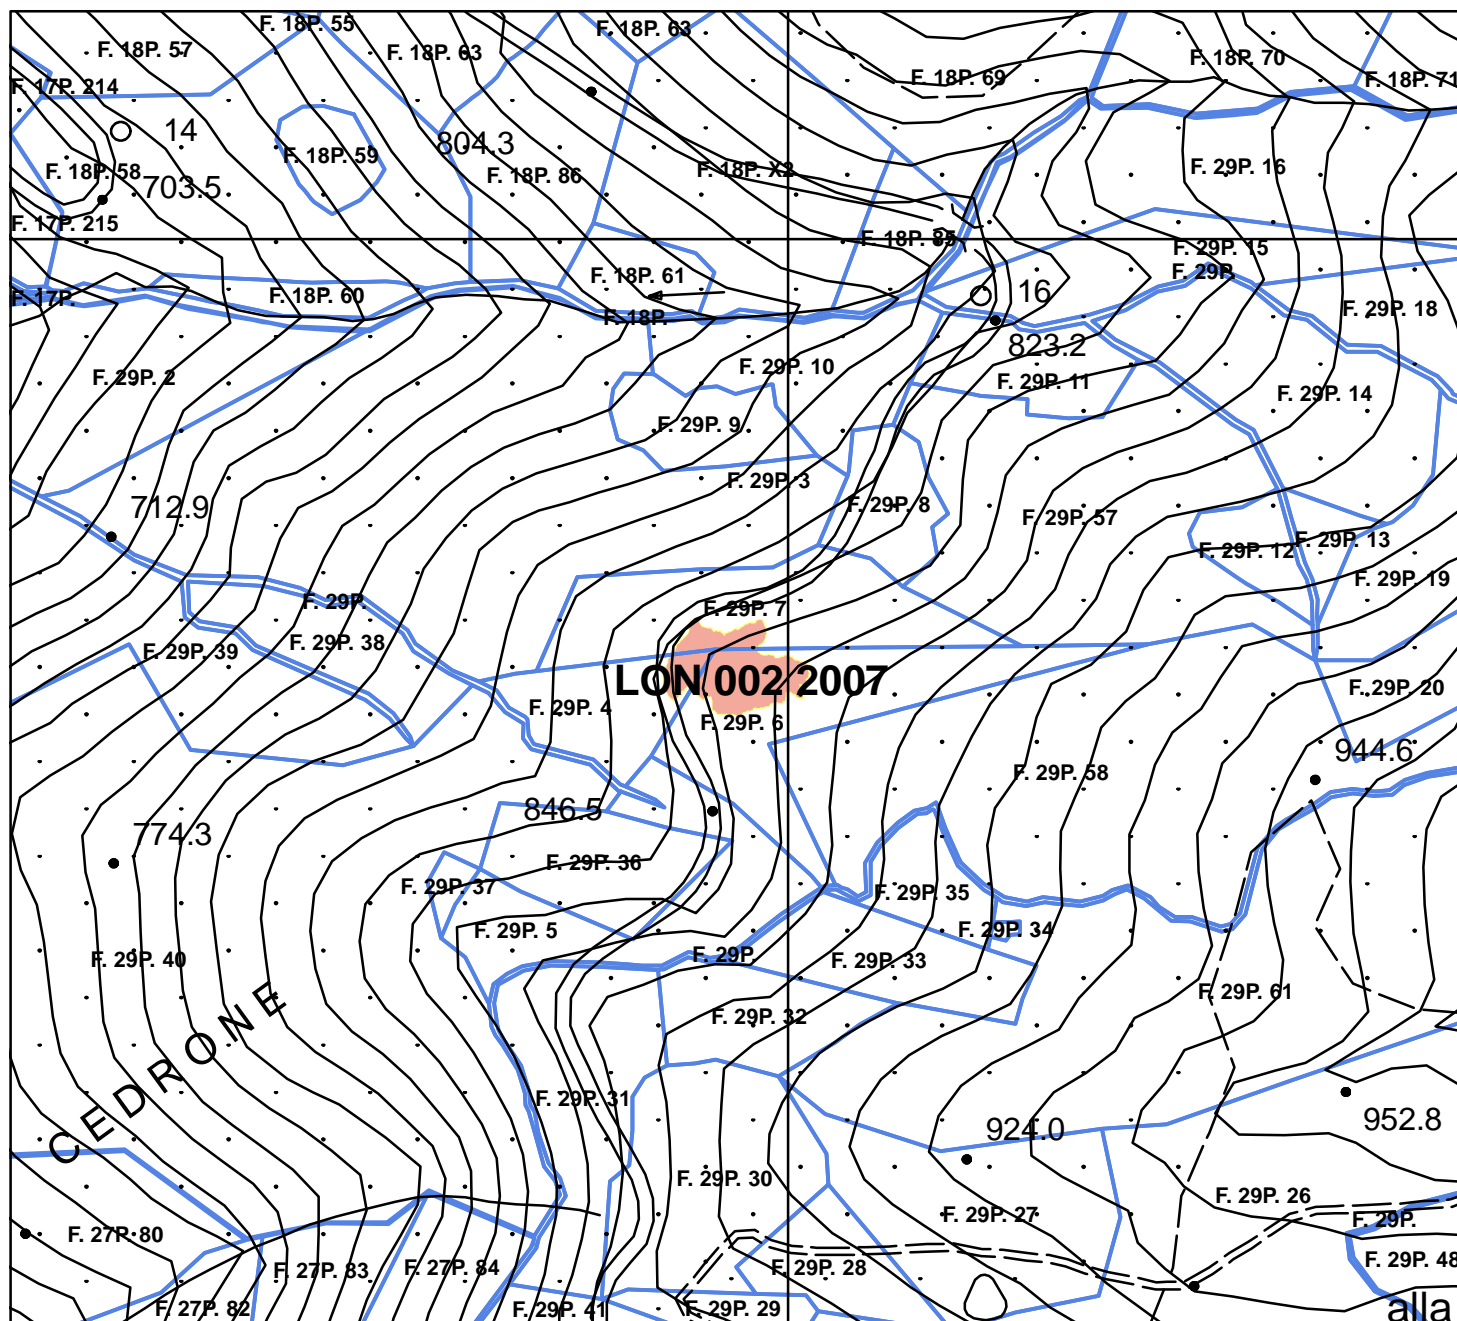 F. 18P. 55
F. 18P. 63
F. 18P. 57
F. 18P. 63
F. 18P. 70
F. 18P. 69
F. 18P. 71
F. 17P. 214
14
804.3
F. 18P. 59
F. 29P. 16
F. 18P. 58
F. 18P. X2
F. 18P. 86
703.5
F. 17P. 215
F. 18P. 85
F. 29P. 15
F. 29P.
F. 18P. 61
F. 17P.
F. 18P. 60
16
F. 29P. 18
F. 18P.
823.2
F. 29P. 10
F. 29P. 2
F. 29P. 11
F. 29P. 14
F. 29P. 9
F. 29P. 3
712.9
F. 29P. 8
F. 29P. 57
F. 29P. 13
F. 29P. 12
F. 29P. 19
F. 29P.
F. 29P. 7
F. 29P. 38
F. 29P. 39
LON 002 2007
F. 29P. 20
F. 29P. 4
F. 29P. 6
944.6
F. 29P. 58
846.5
774.3
F. 29P. 36
F. 29P. 37
F. 29P. 35
F. 29P. 5
F. 29P. 34
F. 29P.
F. 29P. 40
F. 29P. 33
F. 29P. 61
F. 29P. 32
CEDRONE
F. 29P. 31
952.8
924.0
F. 29P. 30
F. 29P. 26
F. 29P. 27
F. 29P.
F. 27P. 80
F. 29P. 48
F. 27P. 83
F. 27P. 84
F. 29P. 28
F. 27P. 82
F. 29P. 41
F. 29P. 29
alla